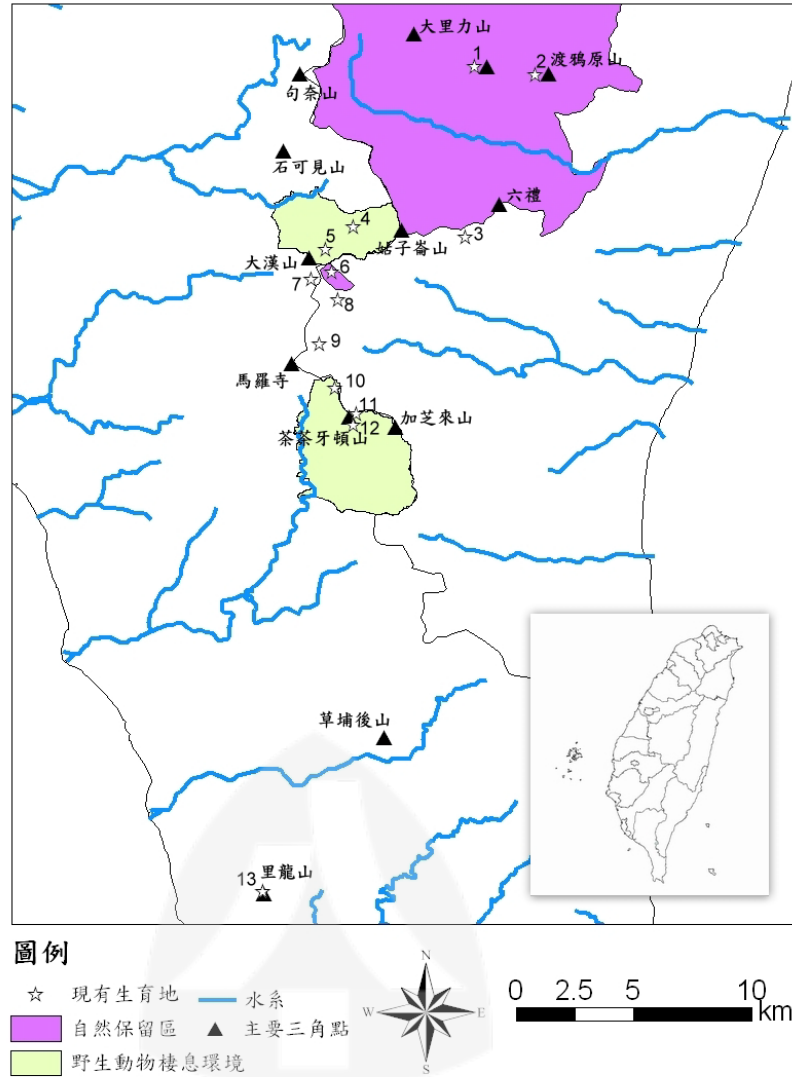 大里力山
1
2 渡鴉原山
句奈山
石可見山
六禮
4
3
5
姑子崙山
大漢山
6
7
8
9
馬羅寺
10
11
加芝來山
12
茶茶牙頓山
草埔後山
13 里龍山
圖例
現有生育地
水系
自然保留區
主要三角點
野生動物棲息環境
N
W
E
S
0 2.5 5 10
km